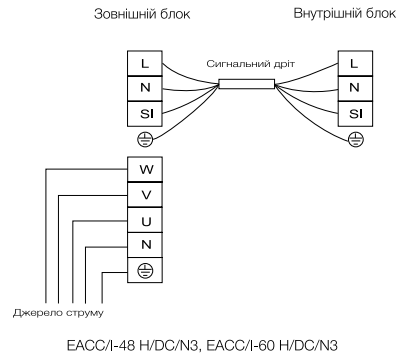 Зовнішній блок
Внутрішній блок
Сигнальний дріт
L
L
N
N
SI
SI
W
V
U
N
Джерело струму
EACC/I-48 H/DC/N3, EACC/I-60 H/DC/N3